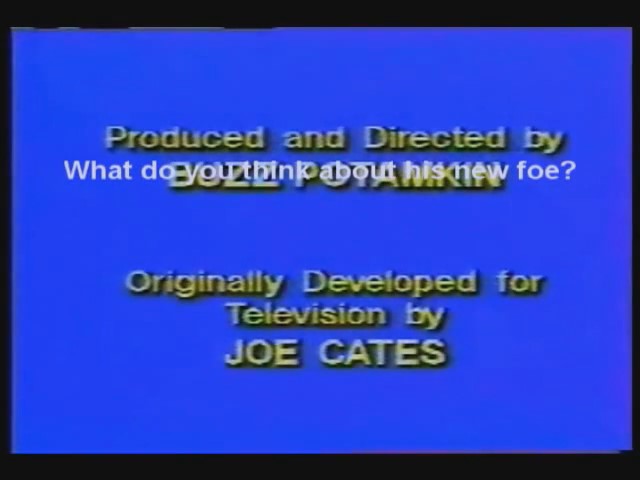 Produced and Directed by
What do you think about his new foe?
BUZZ POTAMKIN
Originally Developed for
Television by
JOE CATES